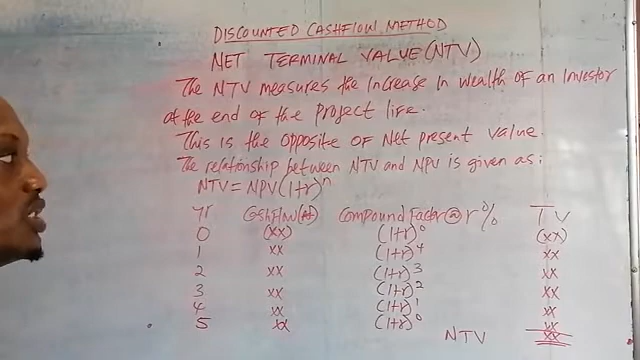 DISCOUNTED CASHFLOW METHOD
NET TERMINAL VALUE (NTV)
The NTV measures the increase in wealth of an investor
at the end of the project life.
This is the opposite of Net present value.
The relationship between NTV and NPV is given as:
NTV = NPV(1+r)^n
Yr Cashflow(#) Compound Factor @ r% TV
0 (xx) (1+r)^0 (xx)
1 xx (1+r)^4 xx
2 xx (1+r)^3 xx
3 xx (1+r)^2 xx
4 xx (1+r)^1 xx
5 xx (1+r)^0 xx
NTV xx